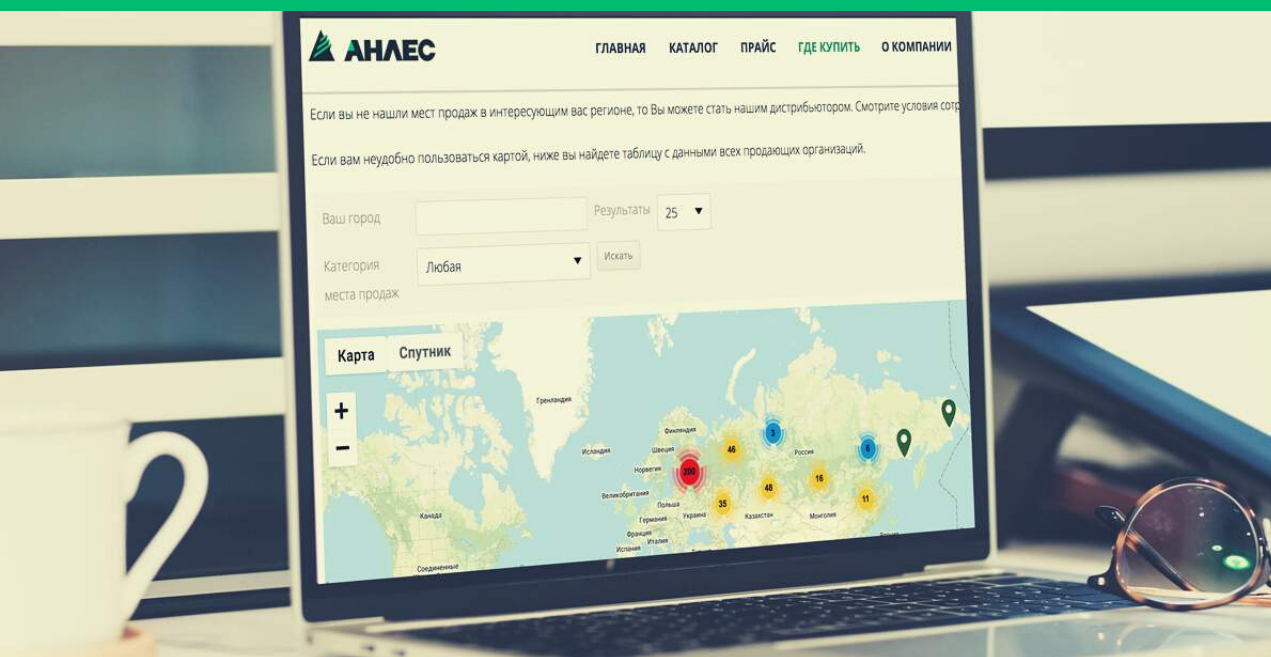 АНЛЕС
ГЛАВНАЯ КАТАЛОГ ПРАЙС ГДЕ КУПИТЬ О КОМПАНИИ
Если вы не нашли мест продаж в интересующим вас регионе, то Вы можете стать нашим дистрибьютором. Смотрите условия сотр
Если вам неудобно пользоваться картой, ниже вы найдете таблицу с данными всех продающих организаций.
Ваш город Результаты 25
Категория Любая Искать
места продаж
Карта Спутник
+
−
Гренландия
Финляндия
Исландия Швеция 46 3 Россия 6
Норвегия 200
48 16
Великобритания
Польша 35 11
Германия Украина Казахстан Монголия
Канада
Франция
Италия
Испания
Соединенные